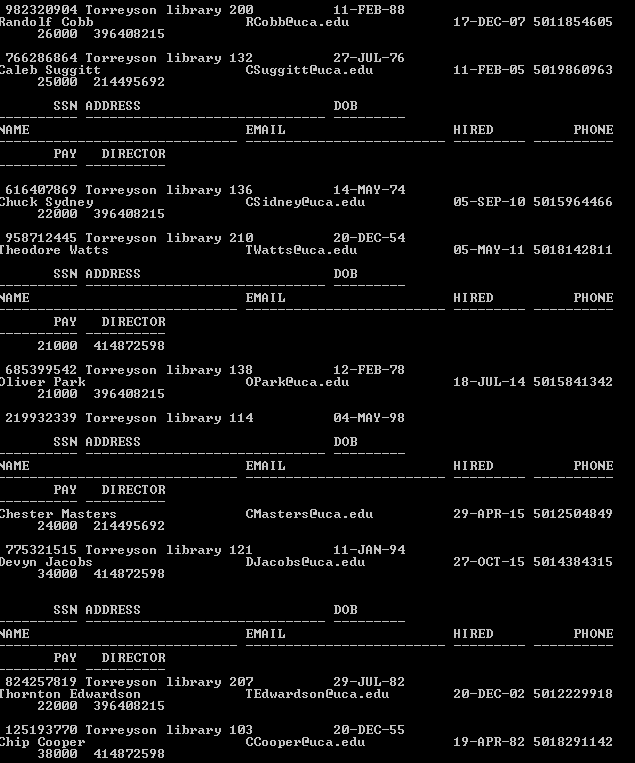 982320904 Torreyson library 200 11-FEB-88
Randolf Cobb RCobb@uca.edu 17-DEC-07 5011854605
26000 396408215
766286864 Torreyson library 132 27-JUL-76
Caleb Suggitt CSuggitt@uca.edu 11-FEB-05 5019860963
25000 214495692
SSN ADDRESS DOB
---------- ------------------------------ ---------
NAME EMAIL HIRED PHONE
------------------------------ ------------------------- --------- ----------
PAY DIRECTOR
---------- ----------
616407869 Torreyson library 136 14-MAY-74
Chuck Sydney CSidney@uca.edu 05-SEP-10 5015964466
22000 396408215
958712445 Torreyson library 210 20-DEC-54
Theodore Watts TWatts@uca.edu 05-MAY-11 5018142811
SSN ADDRESS DOB
---------- ------------------------------ ---------
NAME EMAIL HIRED PHONE
------------------------------ ------------------------- --------- ----------
PAY DIRECTOR
---------- ----------
21000 414872598
685399542 Torreyson library 138 12-FEB-78
Oliver Park OPark@uca.edu 18-JUL-14 5015841342
21000 396408215
219932339 Torreyson library 114 04-MAY-98
SSN ADDRESS DOB
---------- ------------------------------ ---------
NAME EMAIL HIRED PHONE
------------------------------ ------------------------- --------- ----------
PAY DIRECTOR
---------- ----------
Chester Masters CMasters@uca.edu 29-APR-15 5012504849
24000 214495692
775321515 Torreyson library 121 11-JAN-94
Devyn Jacobs DJacobs@uca.edu 27-OCT-15 5014384315
34000 414872598
SSN ADDRESS DOB
---------- ------------------------------ ---------
NAME EMAIL HIRED PHONE
------------------------------ ------------------------- --------- ----------
PAY DIRECTOR
---------- ----------
824257819 Torreyson library 207 29-JUL-82
Thornton Edwardson TEdwardson@uca.edu 20-DEC-02 5012229918
22000 396408215
125193770 Torreyson library 103 20-DEC-55
Chip Cooper CCooper@uca.edu 19-APR-82 5018291142
38000 414872598